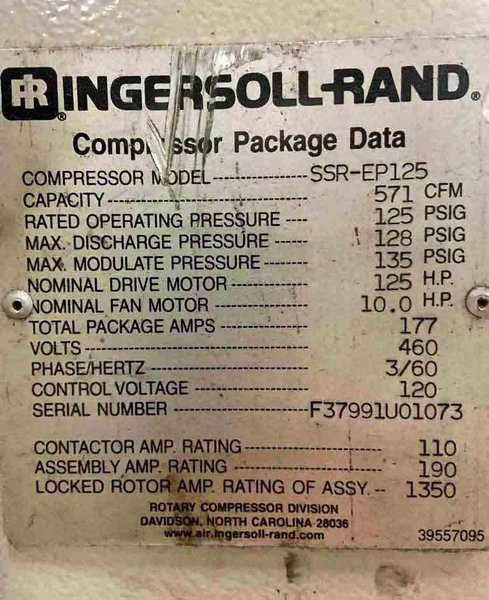 IR INGERSOLL-RAND®
Compressor Package Data
COMPRESSOR MODEL SSR-EP125
CAPACITY 571 CFM
RATED OPERATING PRESSURE 125 PSIG
MAX. DISCHARGE PRESSURE 128 PSIG
MAX. MODULATE PRESSURE 135 PSIG
NOMINAL DRIVE MOTOR 125 H.P.
NOMINAL FAN MOTOR 10.0 H.P.
TOTAL PACKAGE AMPS 177
VOLTS 460
PHASE/HERTZ 3/60
CONTROL VOLTAGE 120
SERIAL NUMBER F37991U01073
CONTACTOR AMP. RATING 110
ASSEMBLY AMP. RATING 190
LOCKED ROTOR AMP. RATING OF ASSY. 1350
ROTARY COMPRESSOR DIVISION
DAVIDSON, NORTH CAROLINA 28036
www.air.ingersoll-rand.com 39557095